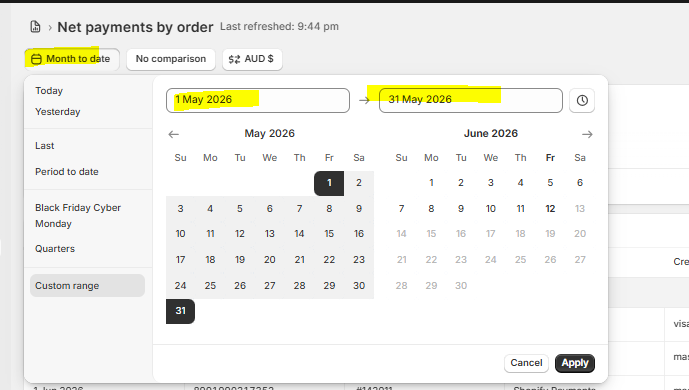 Net payments by order Last refreshed: 9:44 pm
Month to date No comparison AUD $
Today
Yesterday
Last
Period to date
Black Friday Cyber
Monday
Quarters
Custom range
1 May 2026 → 31 May 2026
May 2026
Su Mo Tu We Th Fr Sa
1 2
3 4 5 6 7 8 9
10 11 12 13 14 15 16
17 18 19 20 21 22 23
24 25 26 27 28 29 30
31
June 2026
Su Mo Tu We Th Fr Sa
1 2 3 4 5 6
7 8 9 10 11 12 13
14 15 16 17 18 19 20
21 22 23 24 25 26 27
28 29 30
Cancel Apply
Cre
visa
mas